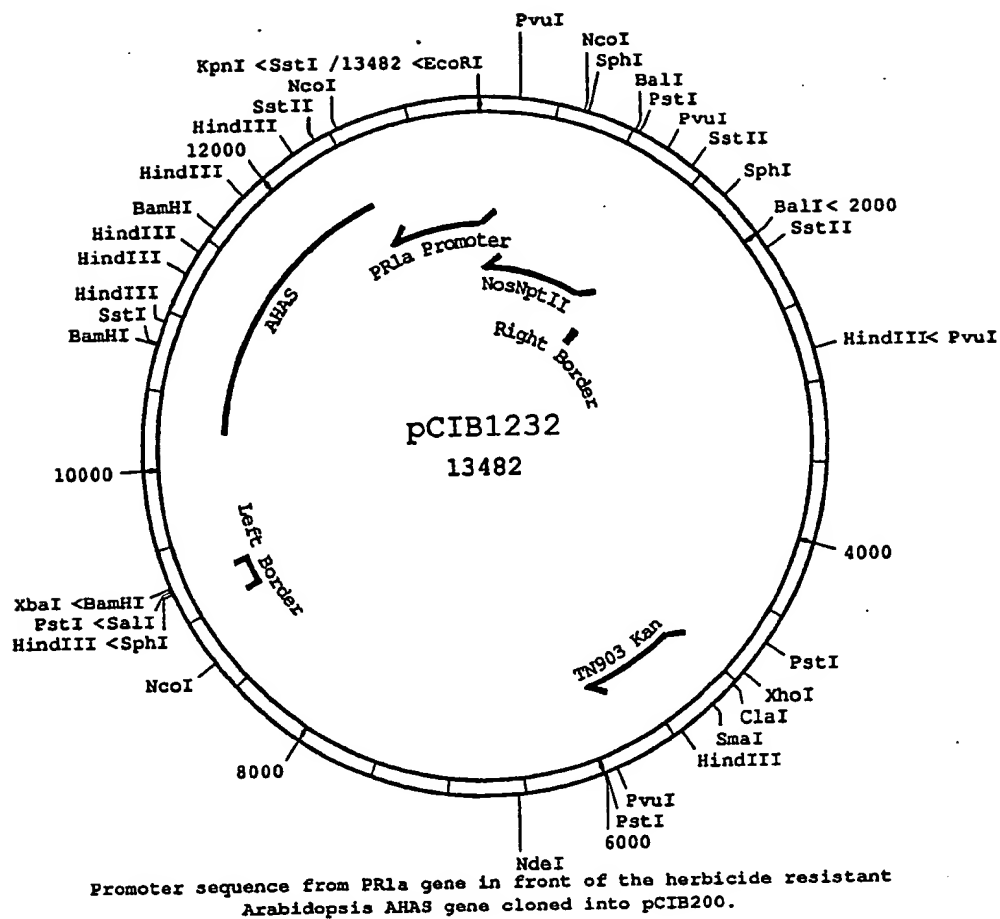 PvuI
KpnI <SstI /13482 <EcoRI
NcoI
SphI
NcoI
BalI
SstII
PstI
HindIII
PvuI
12000
SstII
HindIII
SphI
BamHI
BalI< 2000
HindIII
SstII
HindIII
HindIII
SstI
BamHI
HindIII< PvuI
PR1a Promoter
NosNptII
AHAS
Right Border
pCIB1232
13482
10000
Left Border
4000
XbaI <BamHI
PstI <SalI
HindIII <SphI
NcoI
TN903 Kan
PstI
XhoI
ClaI
SmaI
HindIII
8000
PvuI
PstI
6000
NdeI
Promoter sequence from PR1a gene in front of the herbicide resistant
Arabidopsis AHAS gene cloned into pCIB200.